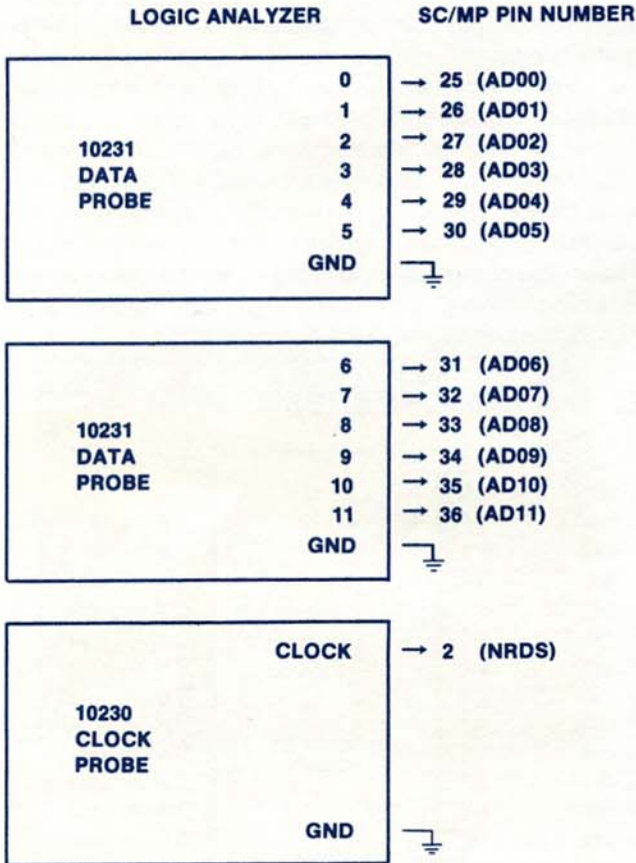 LOGIC ANALYZER SC/MP PIN NUMBER
0 → 25 (AD00)
1 → 26 (AD01)
2 → 27 (AD02)
3 → 28 (AD03)
4 → 29 (AD04)
5 → 30 (AD05)
10231
DATA
PROBE
GND
6 → 31 (AD06)
7 → 32 (AD07)
8 → 33 (AD08)
9 → 34 (AD09)
10 → 35 (AD10)
11 → 36 (AD11)
10231
DATA
PROBE
GND
CLOCK → 2 (NRDS)
10230
CLOCK
PROBE
GND